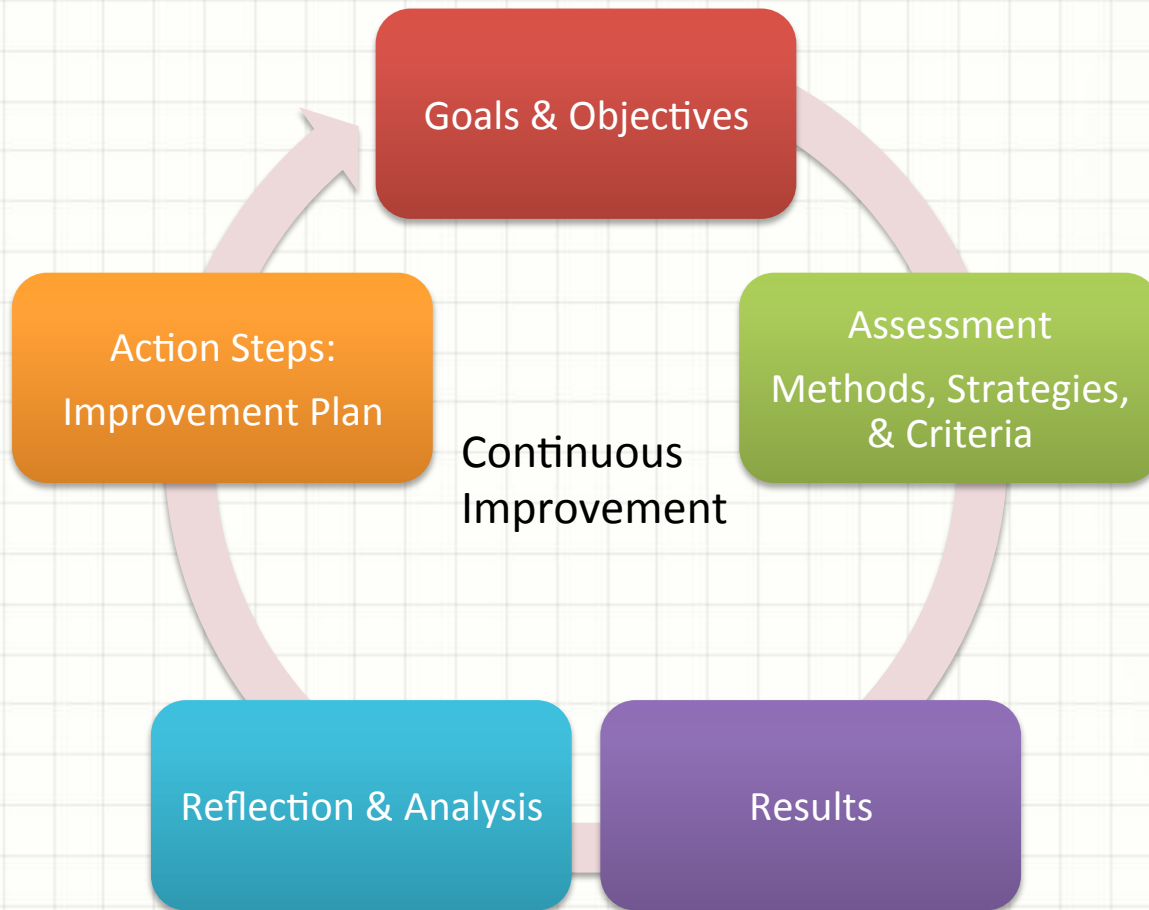 Goals & Objectives
Assessment
Methods, Strategies,
& Criteria
Results
Reflection & Analysis
Action Steps:
Improvement Plan
Continuous
Improvement